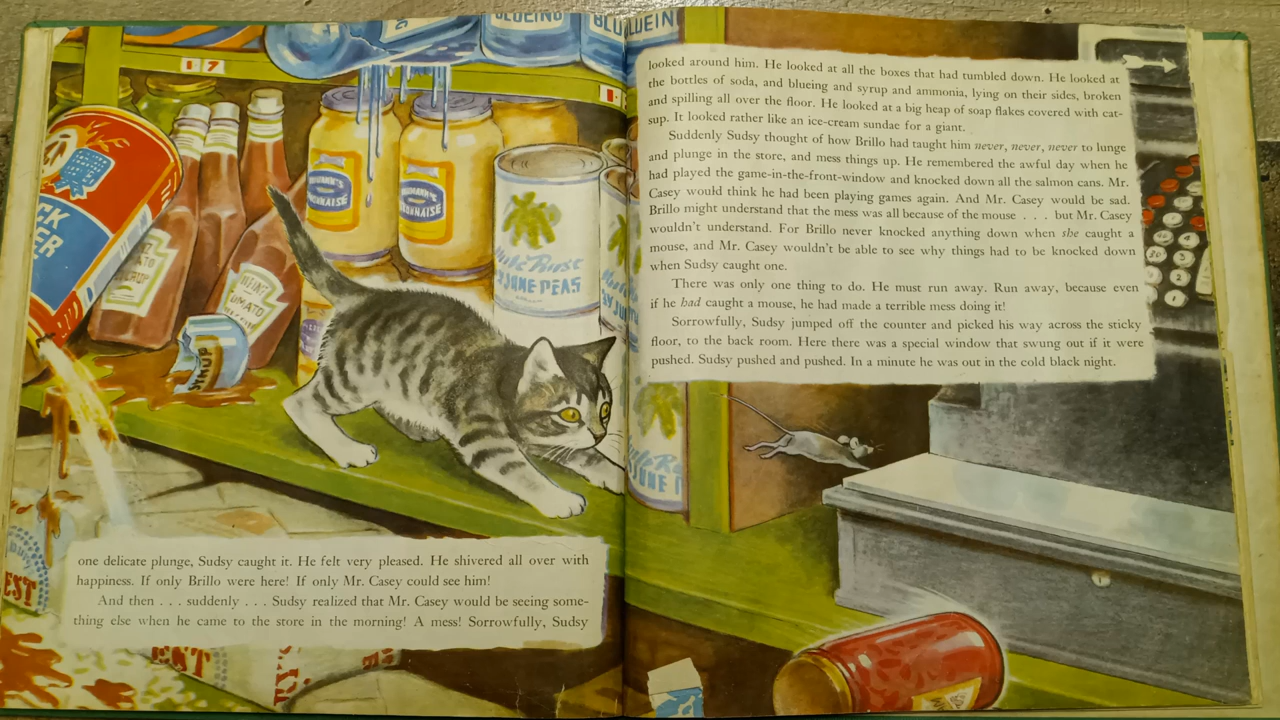 BLUEING
BLUEIN
BLUEING
17
1
HEINZ
TOMATO
HEINZ
TOMATO
SYRUP
MAYONNAISE
MAYONNAISE
JUNE PEAS
JUNE
EST
one delicate plunge, Sudsy caught it. He felt very pleased. He shivered all over with
happiness. If only Brillo were here! If only Mr. Casey could see him!
And then . . . suddenly . . . Sudsy realized that Mr. Casey would be seeing some-
thing else when he came to the store in the morning! A mess! Sorrowfully, Sudsy
looked around him. He looked at all the boxes that had tumbled down. He looked at
the bottles of soda, and blueing and syrup and ammonia, lying on their sides, broken
and spilling all over the floor. He looked at a big heap of soap flakes covered with cat-
sup. It looked rather like an ice-cream sundae for a giant.
Suddenly Sudsy thought of how Brillo had taught him never, never, never to lunge
and plunge in the store, and mess things up. He remembered the awful day when he
had played the game-in-the-front-window and knocked down all the salmon cans. Mr.
Casey would think he had been playing games again. And Mr. Casey would be sad.
Brillo might understand that the mess was all because of the mouse . . . but Mr. Casey
wouldn't understand. For Brillo never knocked anything down when she caught a
mouse, and Mr. Casey wouldn't be able to see why things had to be knocked down
when Sudsy caught one.
There was only one thing to do. He must run away. Run away, because even
if he had caught a mouse, he had made a terrible mess doing it!
Sorrowfully, Sudsy jumped off the counter and picked his way across the sticky
floor, to the back room. Here there was a special window that swung out if it were
pushed. Sudsy pushed and pushed. In a minute he was out in the cold black night.